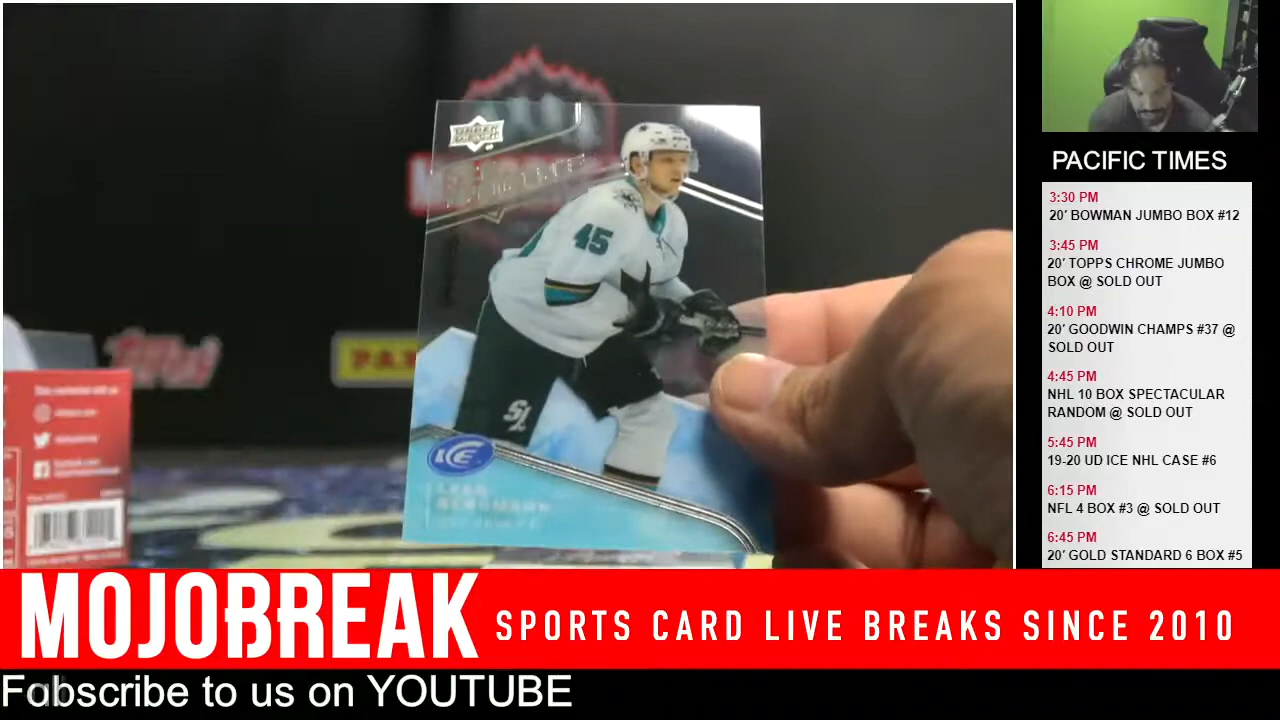 UPPER DECK
45
ICE
LEAN
BERGMANN
PACIFIC TIMES
3:30 PM
20' BOWMAN JUMBO BOX #12
3:45 PM
20' TOPPS CHROME JUMBO
BOX @ SOLD OUT
4:10 PM
20' GOODWIN CHAMPS #37 @
SOLD OUT
4:45 PM
NHL 10 BOX SPECTACULAR
RANDOM @ SOLD OUT
5:45 PM
19-20 UD ICE NHL CASE #6
6:15 PM
NFL 4 BOX #3 @ SOLD OUT
6:45 PM
20' GOLD STANDARD 6 BOX #5
topps
MOJOBREAK
SPORTS CARD LIVE BREAKS SINCE 2010
scribe to us on YOUTUBE